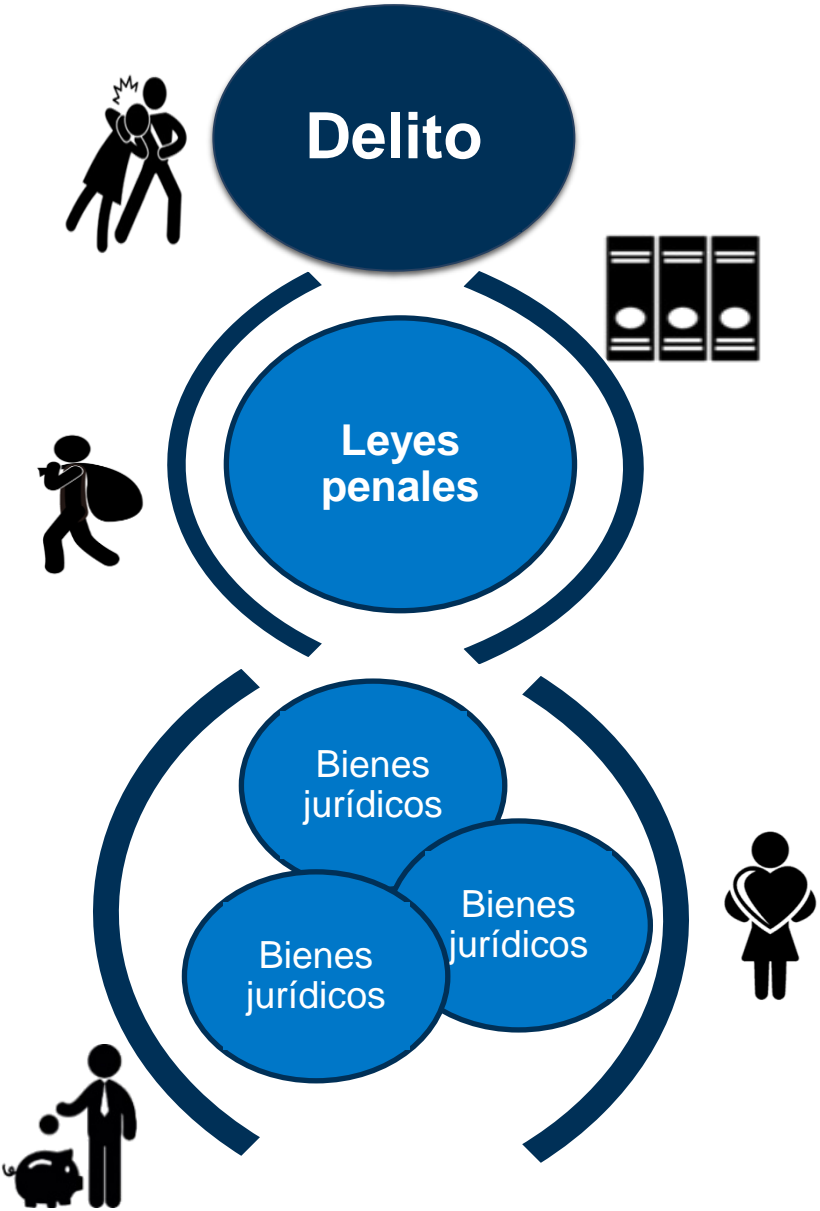 Delito
Leyes
penales
Bienes
jurídicos
Bienes
jurídicos
Bienes
jurídicos